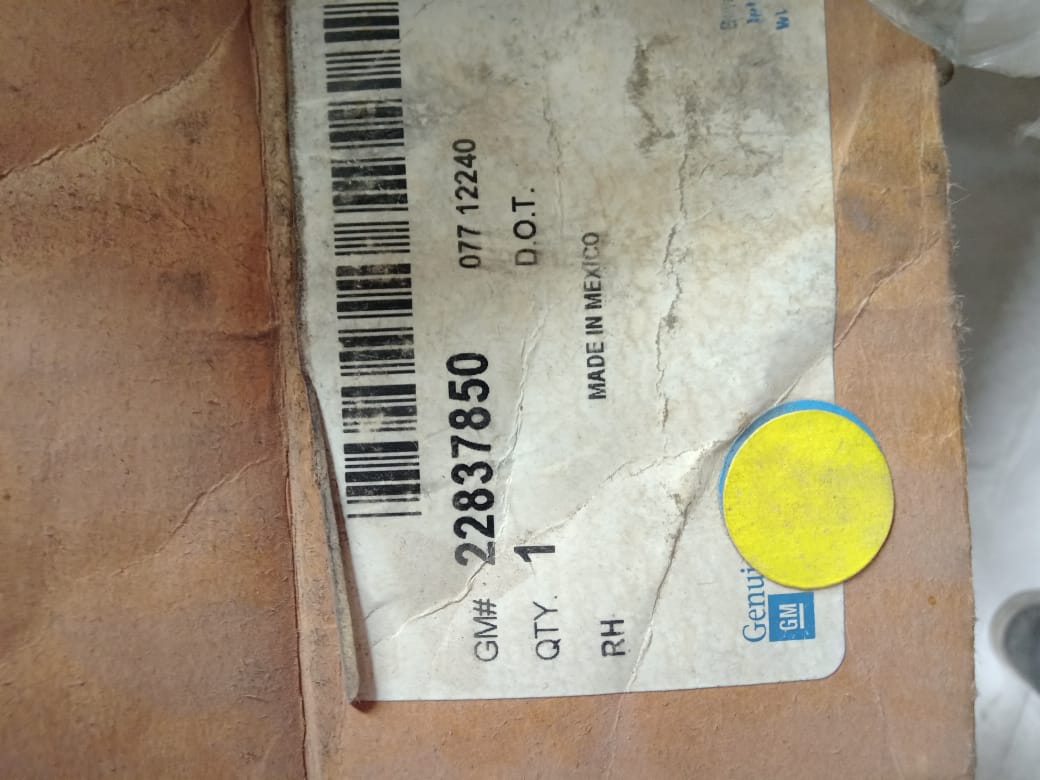 GM# 22837850 077 12240
QTY. 1 D.O.T.
RH MADE IN MEXICO
GM